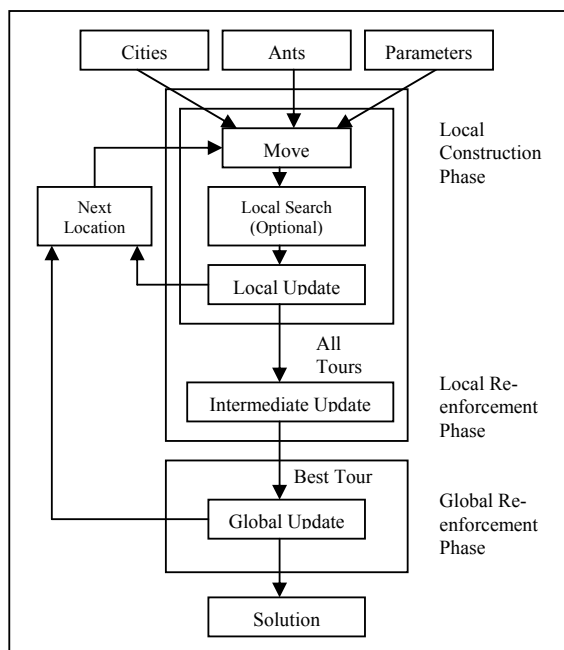 Cities
Ants
Parameters
Local
Construction
Phase
Move
Next
Location
Local Search
(Optional)
Local Update
All
Tours
Intermediate Update
Local Re-
enforcement
Phase
Best Tour
Global Update
Global Re-
enforcement
Phase
Solution